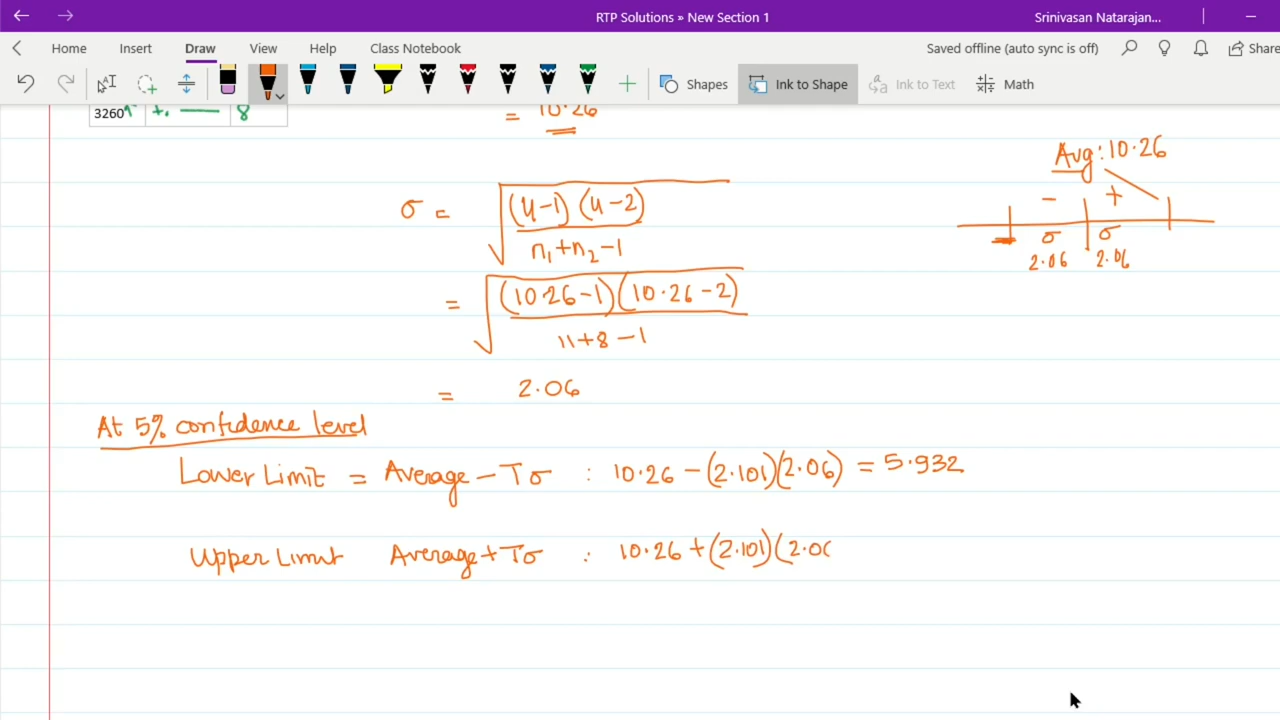 RTP Solutions » New Section 1
Srinivasan Natarajan...
Home Insert Draw View Help Class Notebook
Saved offline (auto sync is off)
Share
Shapes Ink to Shape Ink to Text Math
3260 +. — 8
= 10.26
Avg: 10.26
− +
σ σ
2.06 2.06
σ = √((μ−1)(μ−2)
n₁+n₂−1
= √((10.26−1)(10.26−2)
11+8−1
= 2.06
At 5% confidence level
Lower Limit = Average − Tσ : 10.26 − (2.101)(2.06) = 5.932
Upper Limit Average + Tσ : 10.26 + (2.101)(2.0